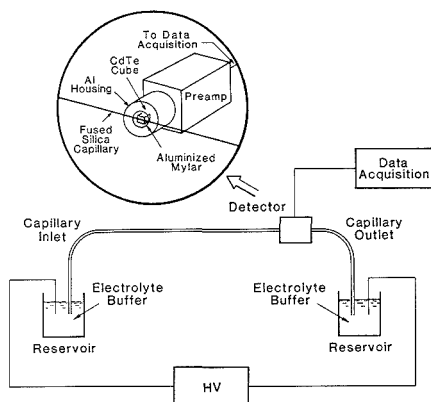 To Data
Acquisition
CdTe
Cube
Al
Housing
Preamp
Fused
Silica
Capillary
Aluminized
Mylar
Data
Acquisition
Detector
Capillary
Inlet
Capillary
Outlet
Electrolyte
Buffer
Electrolyte
Buffer
Reservoir
Reservoir
HV